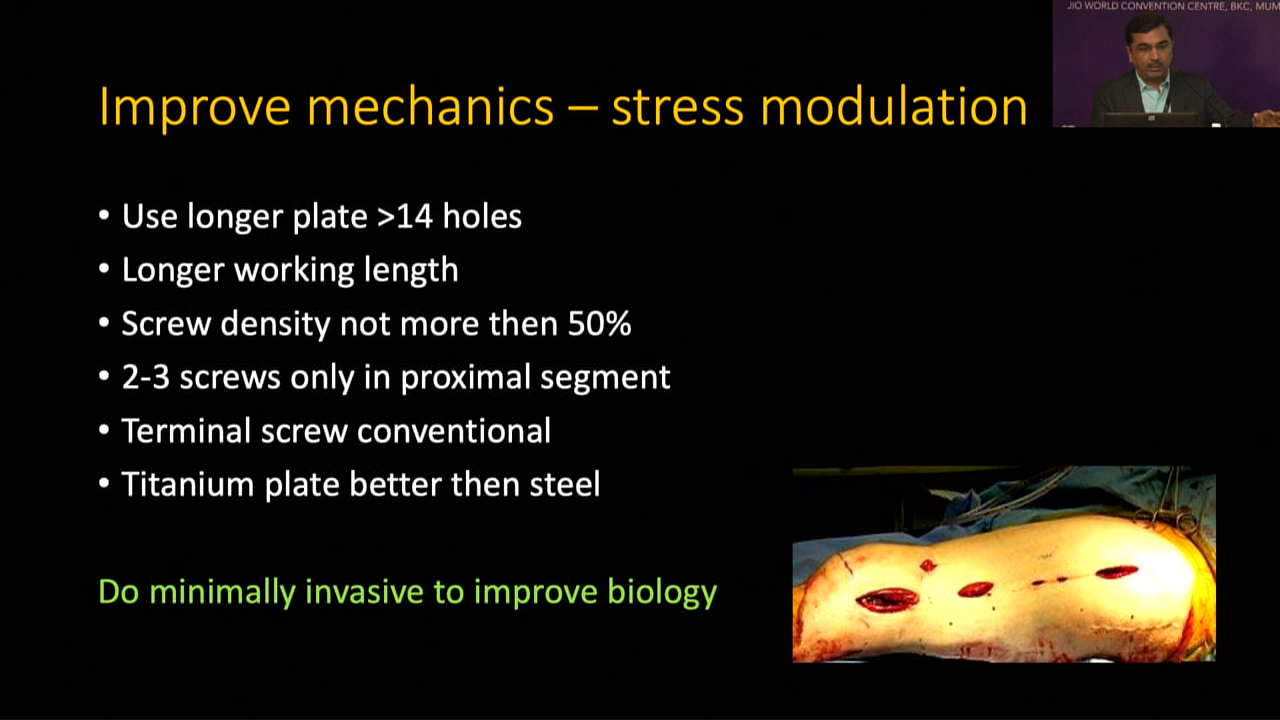 JIO WORLD CONVENTION CENTRE, BKC, MUM
Improve mechanics – stress modulation
• Use longer plate >14 holes
• Longer working length
• Screw density not more then 50%
• 2-3 screws only in proximal segment
• Terminal screw conventional
• Titanium plate better then steel
Do minimally invasive to improve biology